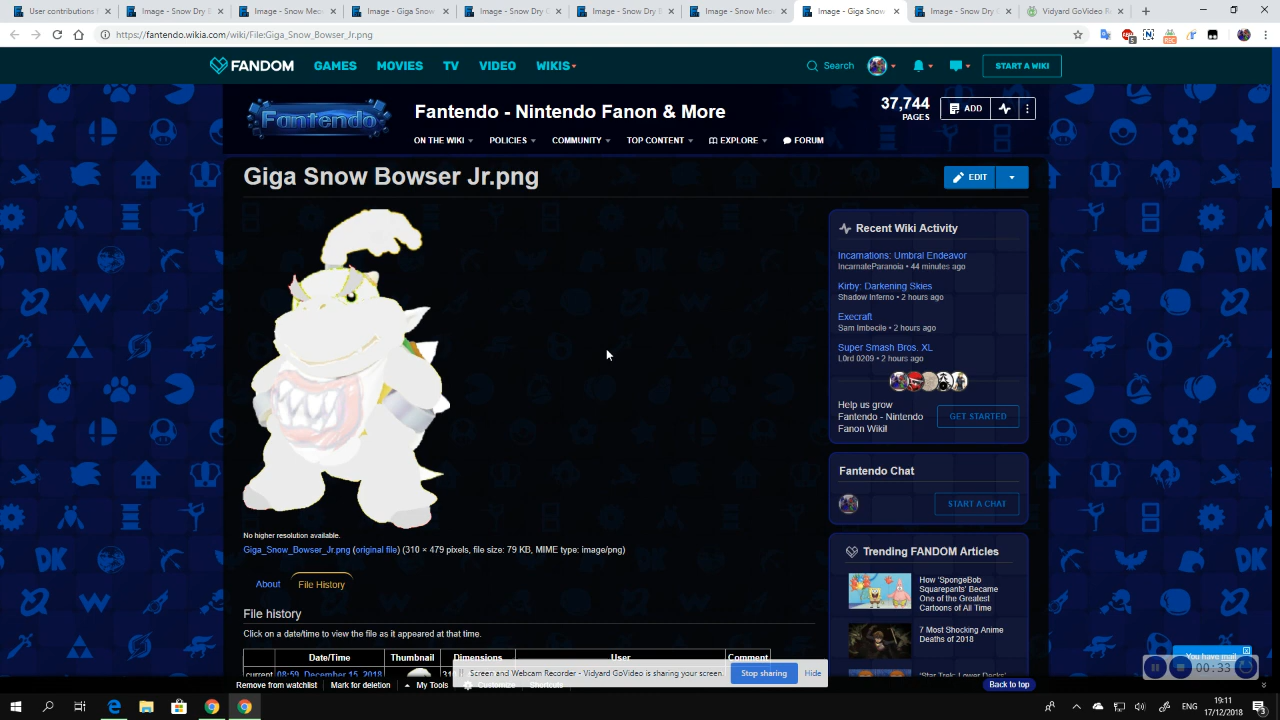 User contributions
Image - Snow Dry
Image - Snow Med
Image - Giga Snow
Image - Snow Dry
Image - Snow Dry
Image - Snow Med
Image - Giga Snow
Image - Snow Dry
Vidyard GoVideo R
https://fantendo.wikia.com/wiki/File:Giga_Snow_Bowser_Jr.png
FANDOM GAMES MOVIES TV VIDEO WIKIS Search START A WIKI
Fantendo
Fantendo - Nintendo Fanon & More
37,744
PAGES
ADD
ON THE WIKI POLICIES COMMUNITY TOP CONTENT EXPLORE FORUM
Giga Snow Bowser Jr.png
EDIT
No higher resolution available.
Giga_Snow_Bowser_Jr.png (original file) (310 × 479 pixels, file size: 79 KB, MIME type: image/png)
About File History
File history
Click on a date/time to view the file as it appeared at that time.
Date/Time Thumbnail Dimensions User Comment
current 08:59, December 15, 2018
Recent Wiki Activity
Incarnations: Umbral Endeavor
IncarnateParanoia • 44 minutes ago
Kirby: Darkening Skies
Shadow Inferno • 2 hours ago
Execraft
Sam Imbecile • 2 hours ago
Super Smash Bros. XL
L0rd 0209 • 2 hours ago
Help us grow
Fantendo - Nintendo
Fanon Wiki!
GET STARTED
Fantendo Chat
START A CHAT
Trending FANDOM Articles
How 'SpongeBob
Squarepants' Became
One of the Greatest
Cartoons of All Time
7 Most Shocking Anime
Deaths of 2018
'Star Trek: Lower Decks'
You have mail
00:33
Screen and Webcam Recorder - Vidyard GoVideo is sharing your screen.
Stop sharing
Hide
Remove from watchlist Mark for deletion My Tools Customize Shortcuts
Back to top
ENG
19:11
17/12/2018